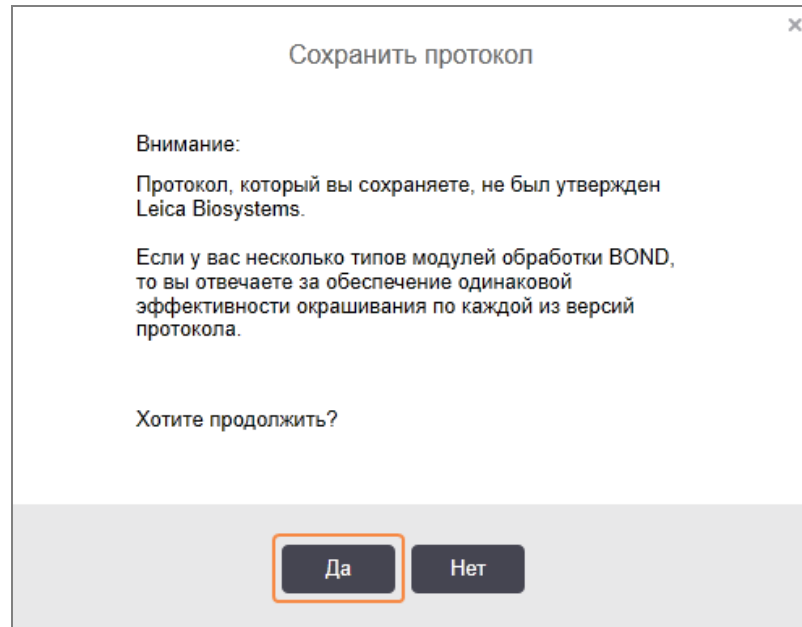 Сохранить протокол
Внимание:
Протокол, который вы сохраняете, не был утвержден
Leica Biosystems.
Если у вас несколько типов модулей обработки BOND,
то вы отвечаете за обеспечение одинаковой
эффективности окрашивания по каждой из версий
протокола.
Хотите продолжить?
Да
Нет